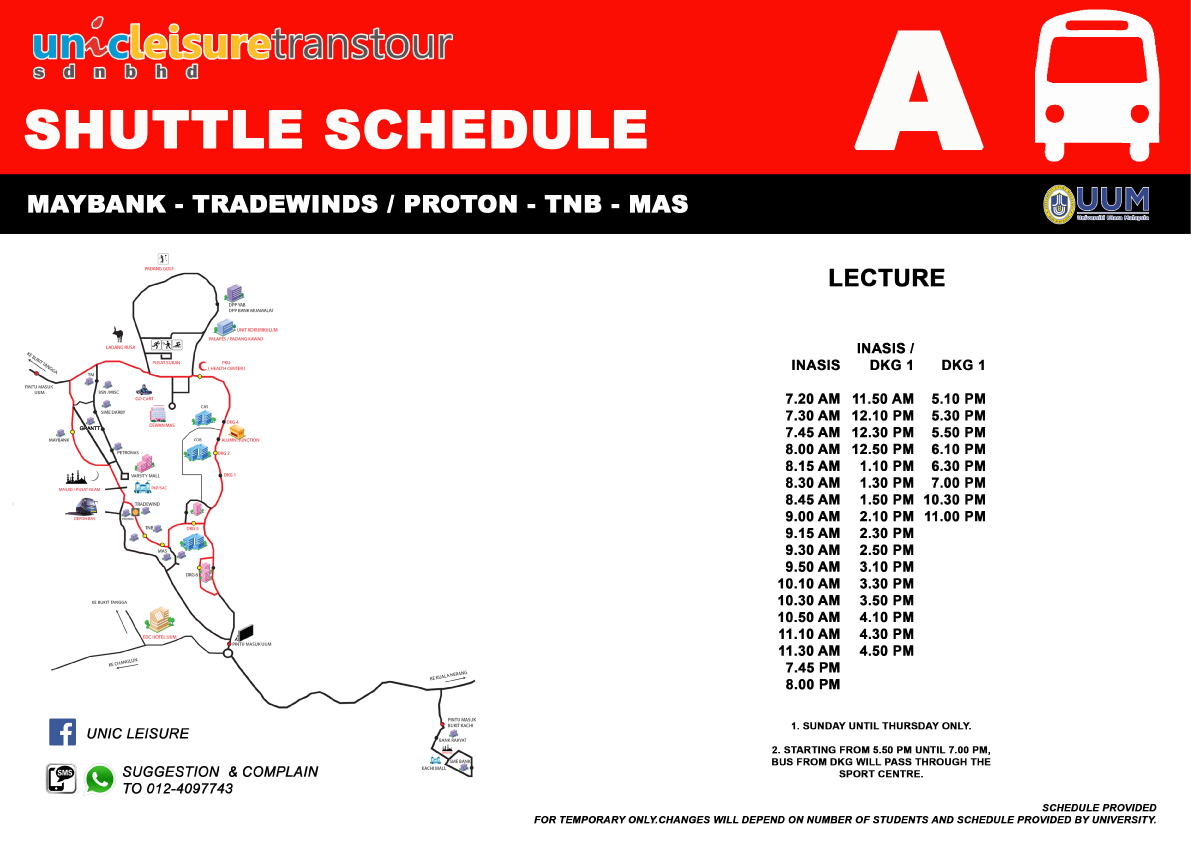 unicleisuretranstour
sdnbhd
SHUTTLE SCHEDULE
A
MAYBANK - TRADEWINDS / PROTON - TNB - MAS
UUM
Universiti Utara Malaysia
PADANG GOLF
DPP YAB
DPP BANK MUAMALAT
UNIT KOKURIKULUM
PALAPES / PADANG KAWAD
LADANG RUSA
PUSAT SUKAN
PKU
( HEALTH CENTER )
KE BUKIT TANGGA
PINTU MASUK
UUM
TM
BSN /MISC
GO CART
SIME DARBY
DEWAN MAS
CAS
DKG 4
GRANTT
MAYBANK
COB
DKG 2
PETRONAS
VARSITY MALL
DKG 1
MASJID / PUSAT ISLAM
DEPOH BAS
TRADEWIND
TNB
DKG 3
MAS
DKG 6
KE BUKIT TANGGA
EDC HOTEL UUM
PINTU MASUK UUM
KE CHANGLUN
KE KUALA NERANG
PINTU MASUK
BUKIT KACHI
BANK RAKYAT
SME BANK
KACHI MALL
LECTURE
INASIS /
INASIS DKG 1 DKG 1
7.20 AM 11.50 AM 5.10 PM
7.30 AM 12.10 PM 5.30 PM
7.45 AM 12.30 PM 5.50 PM
8.00 AM 12.50 PM 6.10 PM
8.15 AM 1.10 PM 6.30 PM
8.30 AM 1.30 PM 7.00 PM
8.45 AM 1.50 PM 10.30 PM
9.00 AM 2.10 PM 11.00 PM
9.15 AM 2.30 PM
9.30 AM 2.50 PM
9.50 AM 3.10 PM
10.10 AM 3.30 PM
10.30 AM 3.50 PM
10.50 AM 4.10 PM
11.10 AM 4.30 PM
11.30 AM 4.50 PM
7.45 PM
8.00 PM
1. SUNDAY UNTIL THURSDAY ONLY.
2. STARTING FROM 5.50 PM UNTIL 7.00 PM,
BUS FROM DKG WILL PASS THROUGH THE
SPORT CENTRE.
f
UNIC LEISURE
SMS
SUGGESTION & COMPLAIN
TO 012-4097743
SCHEDULE PROVIDED
FOR TEMPORARY ONLY.CHANGES WILL DEPEND ON NUMBER OF STUDENTS AND SCHEDULE PROVIDED BY UNIVERSITY.